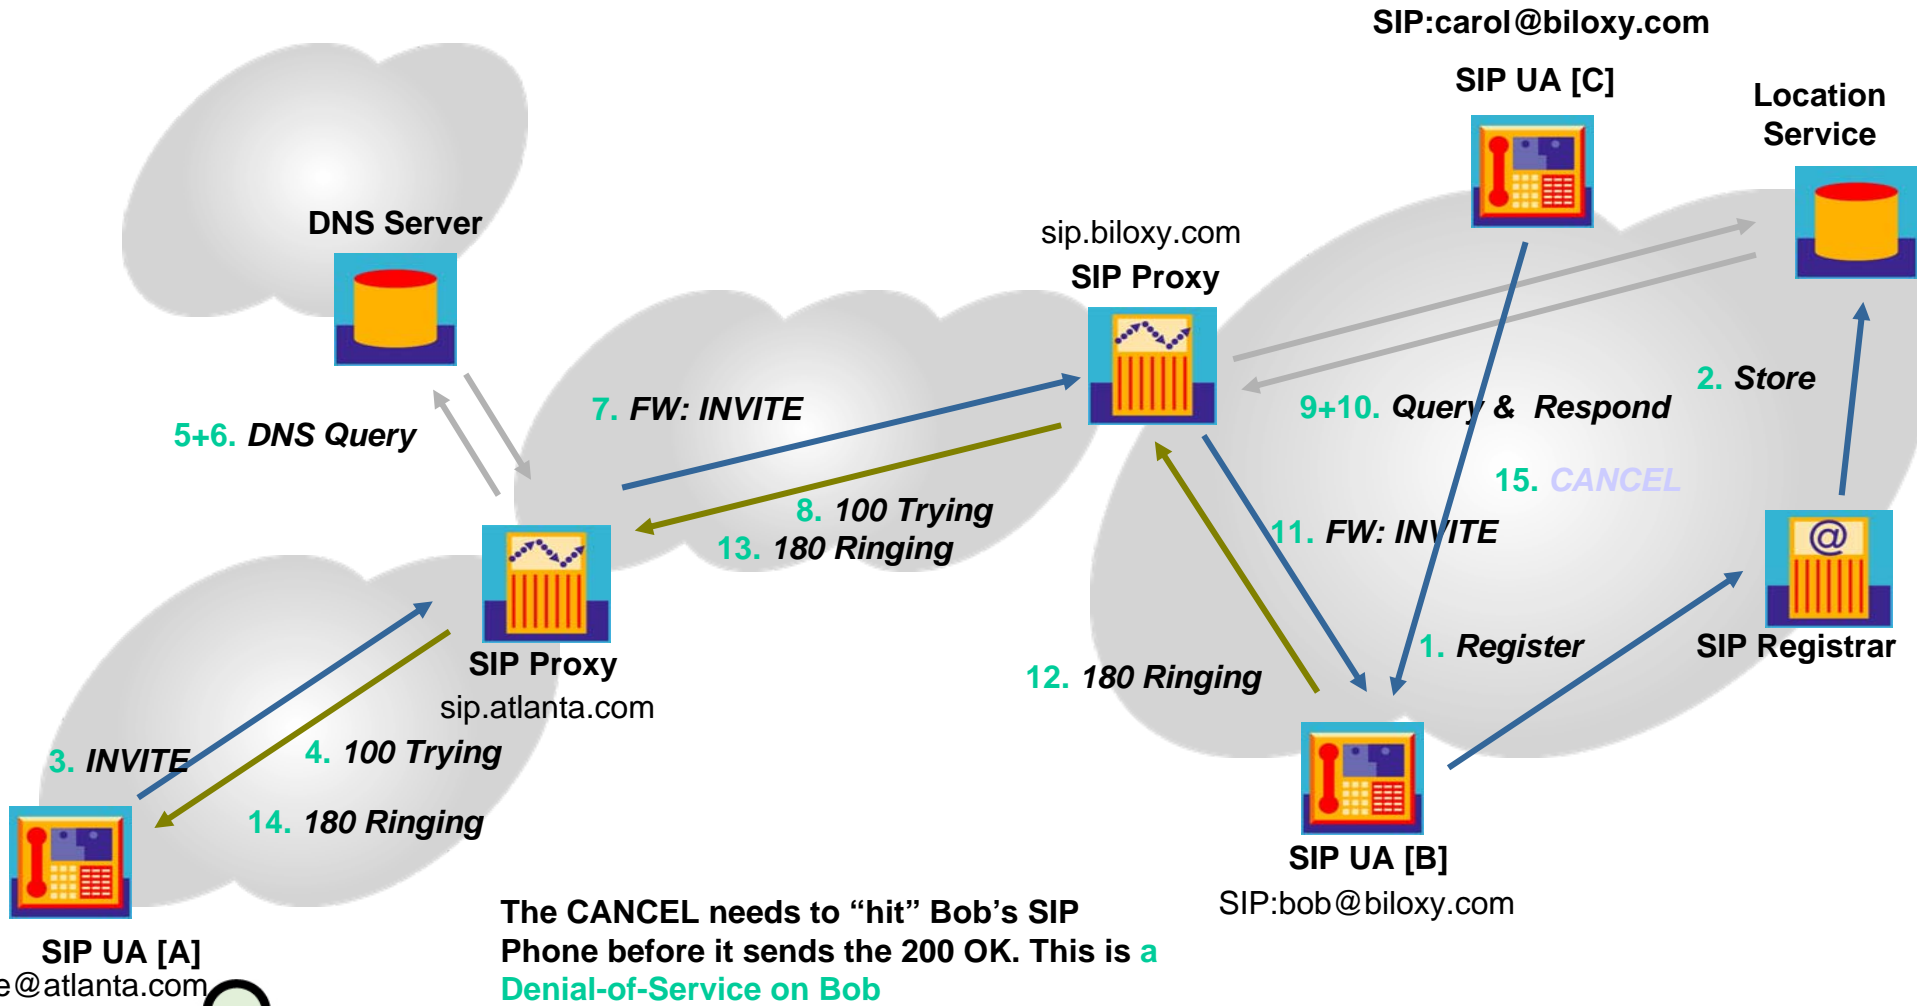 SIP:carol@biloxy.com
SIP UA [C]
Location
Service
DNS Server
sip.biloxy.com
SIP Proxy
5+6. DNS Query
7. FW: INVITE
9+10. Query & Respond
2. Store
15. CANCEL
8. 100 Trying
13. 180 Ringing
11. FW: INVITE
@
SIP Proxy
sip.atlanta.com
12. 180 Ringing
1. Register
SIP Registrar
3. INVITE
4. 100 Trying
14. 180 Ringing
SIP UA [B]
SIP:bob@biloxy.com
SIP UA [A]
e@atlanta.com
The CANCEL needs to “hit” Bob’s SIP
Phone before it sends the 200 OK. This is a
Denial-of-Service on Bob